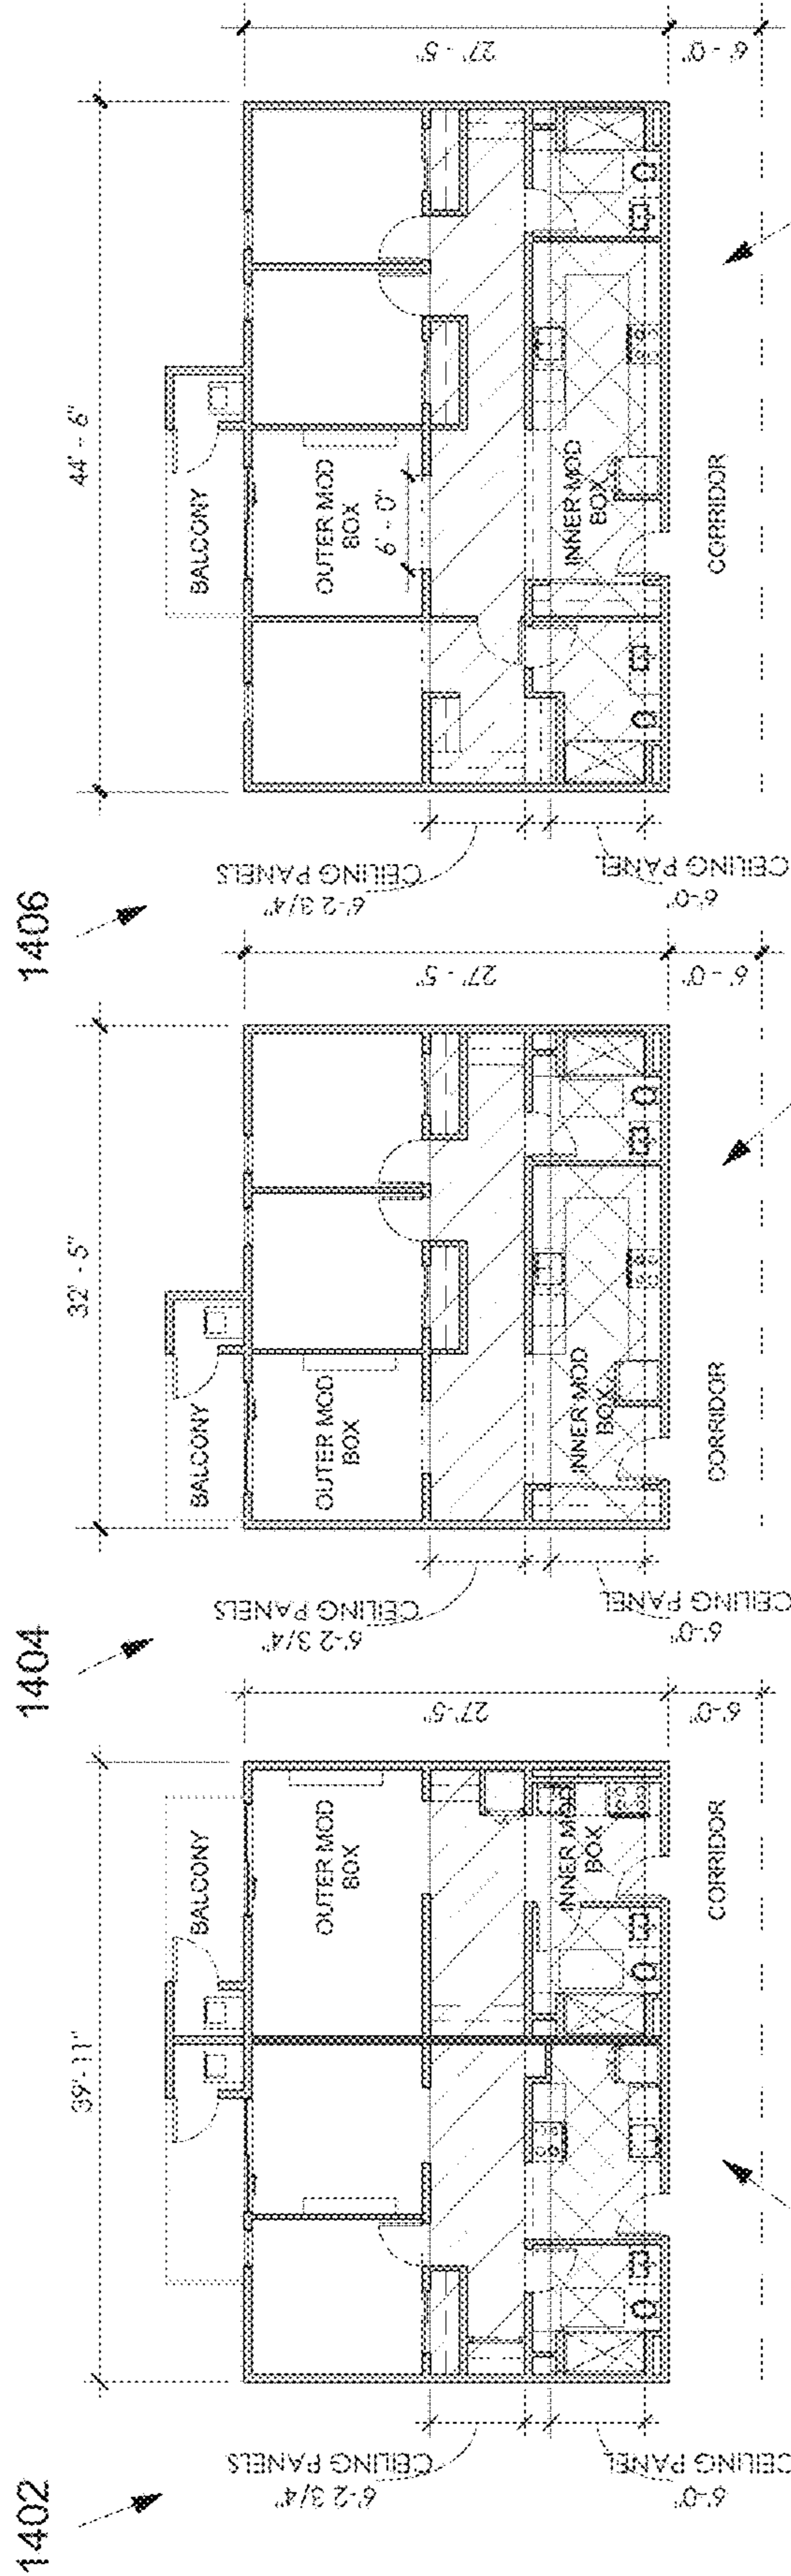 1402
39'-11"
BALCONY
OUTER MOD
BOX
INNER MOD
BOX
CORRIDOR
27'-5"
6'-0"
6'-2 3/4"
CEILING PANELS
6'-0"
CEILING PANEL
1404
32' - 5"
BALCONY
OUTER MOD
BOX
INNER MOD
BOX
CORRIDOR
27' - 5"
6' - 0"
6'-2 3/4"
CEILING PANELS
6'-0"
CEILING PANEL
1406
44' - 6"
BALCONY
OUTER MOD
BOX
6' - 0"
INNER MOD
BOX
CORRIDOR
27' - 5"
6' - 0"
6'-2 3/4"
CEILING PANELS
6'-0"
CEILING PANEL